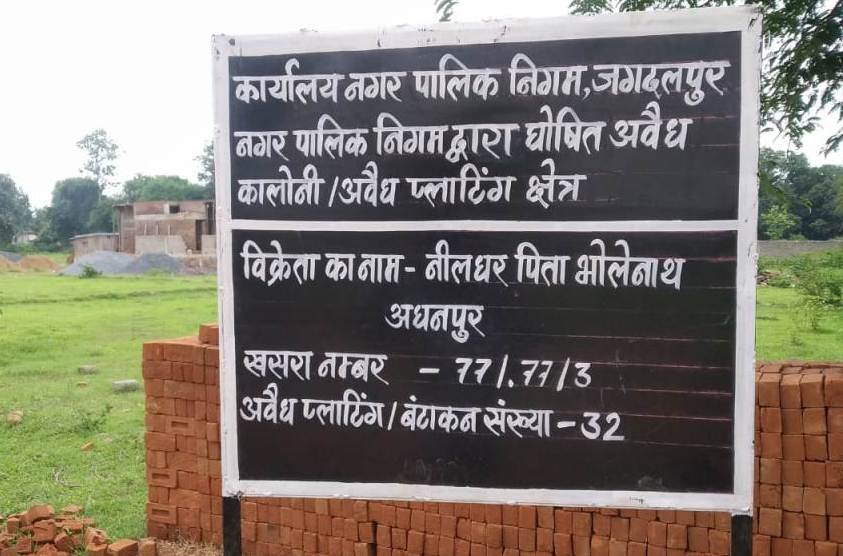 कार्यालय नगर पालिक निगम,जगदलपुर
नगर पालिक निगम द्वारा घोषित अवैध
कालोनी/अवैध प्लाटिंग क्षेत्र
विक्रेता का नाम- नीलधर पिता भोलेनाथ
अधनपुर
खसरा नम्बर - 77/.77/3
अवैध प्लाटिंग/बंटाकन संख्या-32